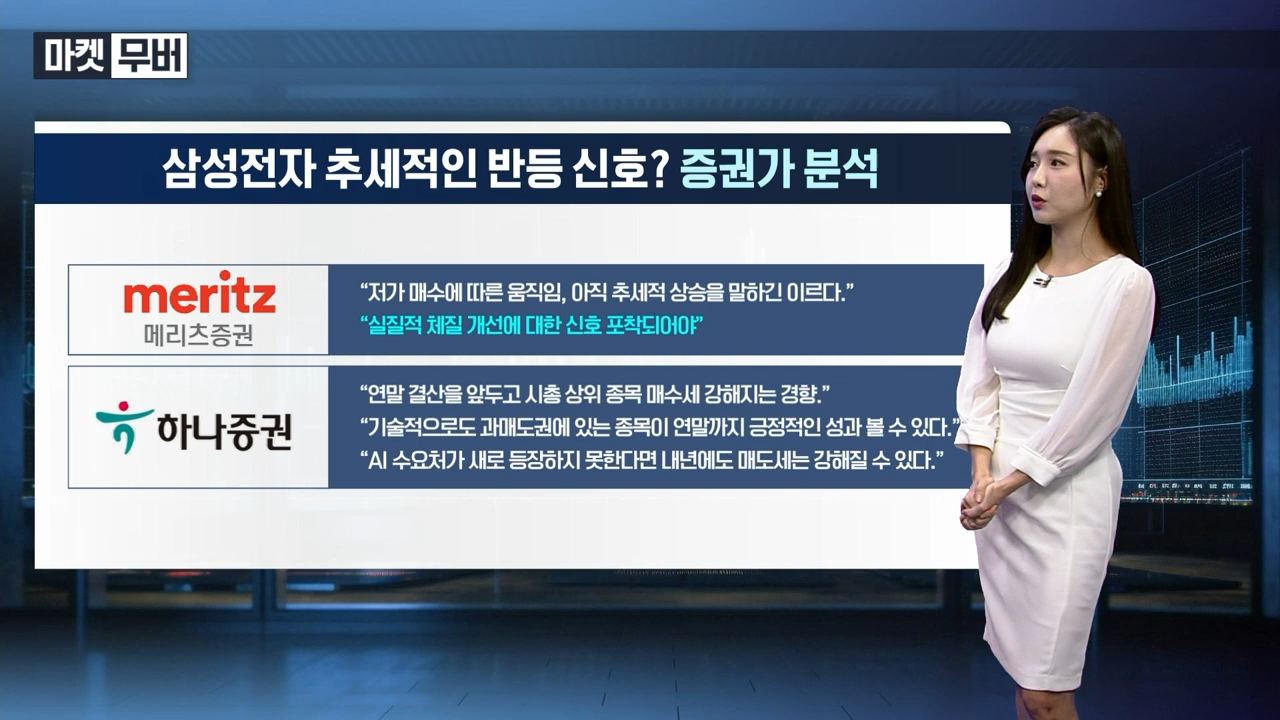 마켓 무버
삼성전자 추세적인 반등 신호? 증권가 분석
meritz
메리츠증권
“저가 매수에 따른 움직임, 아직 추세적 상승을 말하긴 이르다.”
“실질적 체질 개선에 대한 신호 포착되어야”
하나증권
“연말 결산을 앞두고 시총 상위 종목 매수세 강해지는 경향.”
“기술적으로도 과매도권에 있는 종목이 연말까지 긍정적인 성과 볼 수 있다.”
“AI 수요처가 새로 등장하지 못한다면 내년에도 매도세는 강해질 수 있다.”